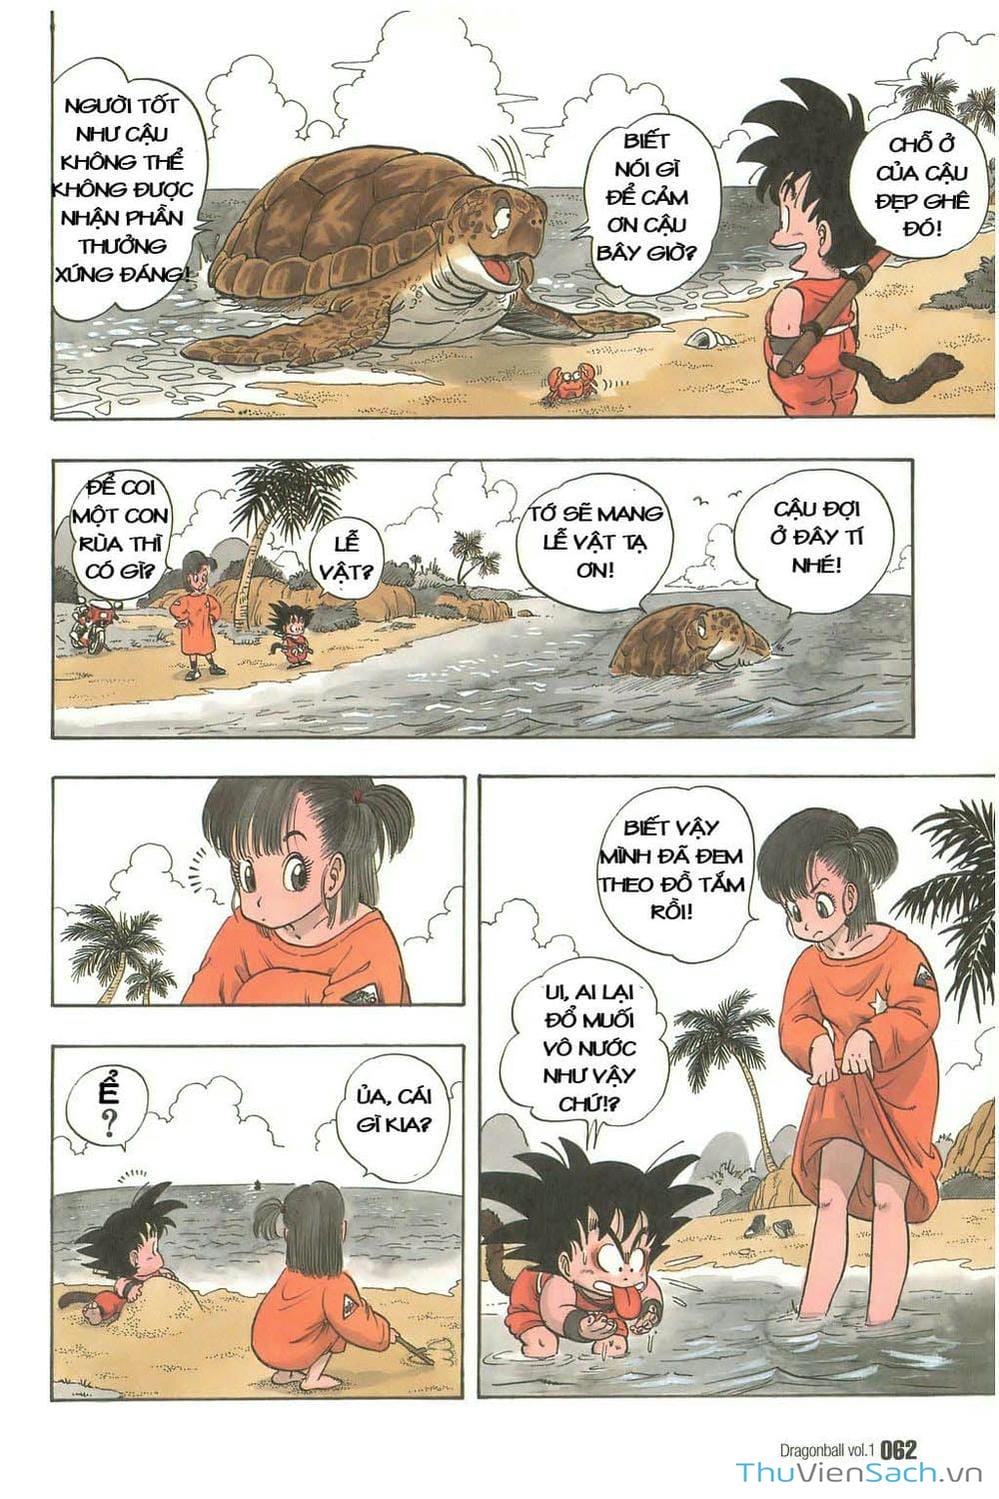 CHỖ Ở
CỦA CẬU
ĐẸP GHÊ
ĐÓ!
BIẾT
NÓI GÌ
ĐỂ CẢM
ƠN CẬU
BÂY GIỜ?
NGƯỜI TỐT
NHƯ CẬU
KHÔNG THỂ
KHÔNG ĐƯỢC
NHẬN PHẦN
THƯỞNG
XỨNG ĐÁNG!
CẬU ĐỢI
Ở ĐÂY TÍ
NHÉ!
TỚ SẼ MANG
LỄ VẬT TẠ
ƠN!
LỄ
VẬT?
ĐỂ COI
MỘT CON
RÙA THÌ
CÓ GÌ?
BIẾT VẬY
MÌNH ĐÃ ĐEM
THEO ĐỒ TẮM
RỒI!
UI, AI LẠI
ĐỔ MUỐI
VÔ NƯỚC
NHƯ VẬY
CHỨ!?
ỦA, CÁI
GÌ KIA?
Ể
?
Dragonball vol.1 062
ThuVienSach.vn